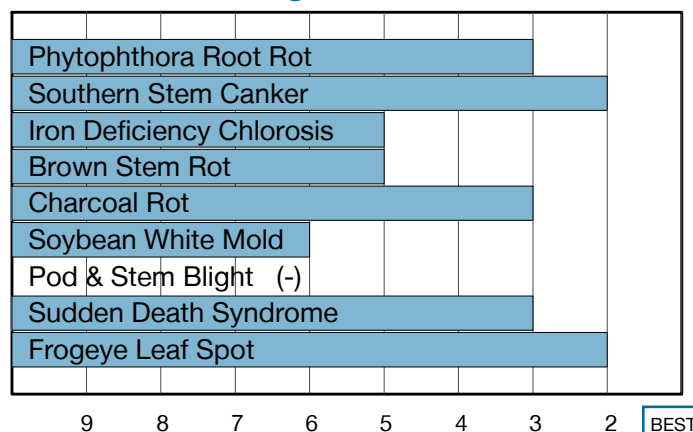 Phytophthora Root Rot
Southern Stem Canker
Iron Deficiency Chlorosis
Brown Stem Rot
Charcoal Rot
Soybean White Mold
Pod & Stem Blight (-)
Sudden Death Syndrome
Frogeye Leaf Spot
9 8 7 6 5 4 3 2 BEST